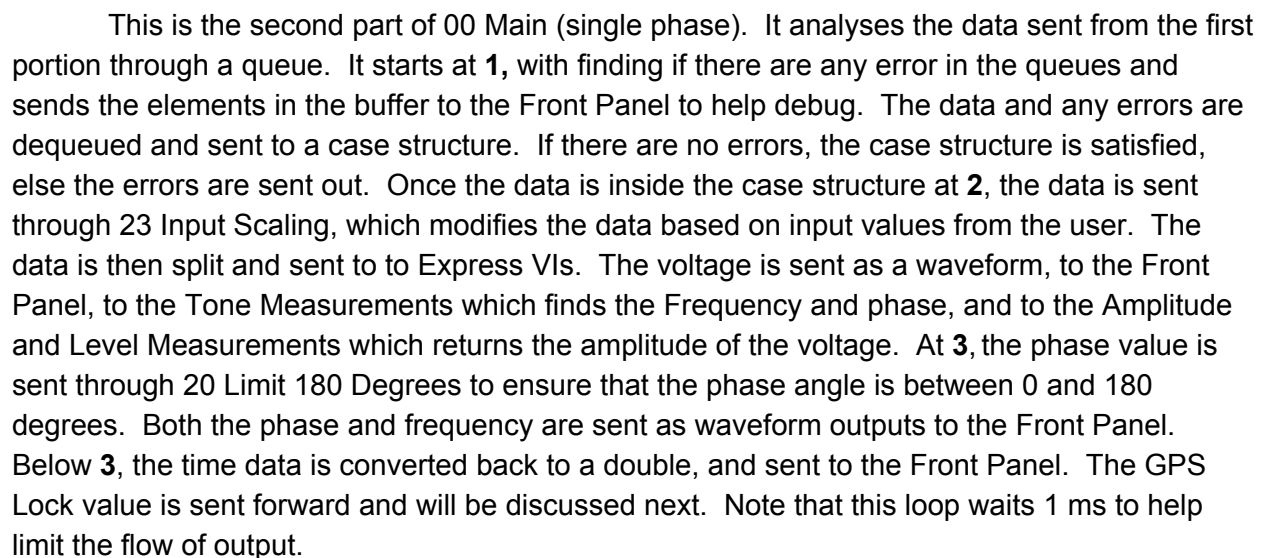 This is the second part of 00 Main (single phase).  It analyses the data sent from the first
portion through a queue.  It starts at 1, with finding if there are any error in the queues and
sends the elements in the buffer to the Front Panel to help debug.  The data and any errors are
dequeued and sent to a case structure.  If there are no errors, the case structure is satisfied,
else the errors are sent out.  Once the data is inside the case structure at 2, the data is sent
through 23 Input Scaling, which modifies the data based on input values from the user.  The
data is then split and sent to to Express VIs.  The voltage is sent as a waveform, to the Front
Panel, to the Tone Measurements which finds the Frequency and phase, and to the Amplitude
and Level Measurements which returns the amplitude of the voltage.  At 3, the phase value is
sent through 20 Limit 180 Degrees to ensure that the phase angle is between 0 and 180
degrees.  Both the phase and frequency are sent as waveform outputs to the Front Panel.
Below 3, the time data is converted back to a double, and sent to the Front Panel.  The GPS
Lock value is sent forward and will be discussed next.  Note that this loop waits 1 ms to help
limit the flow of output.